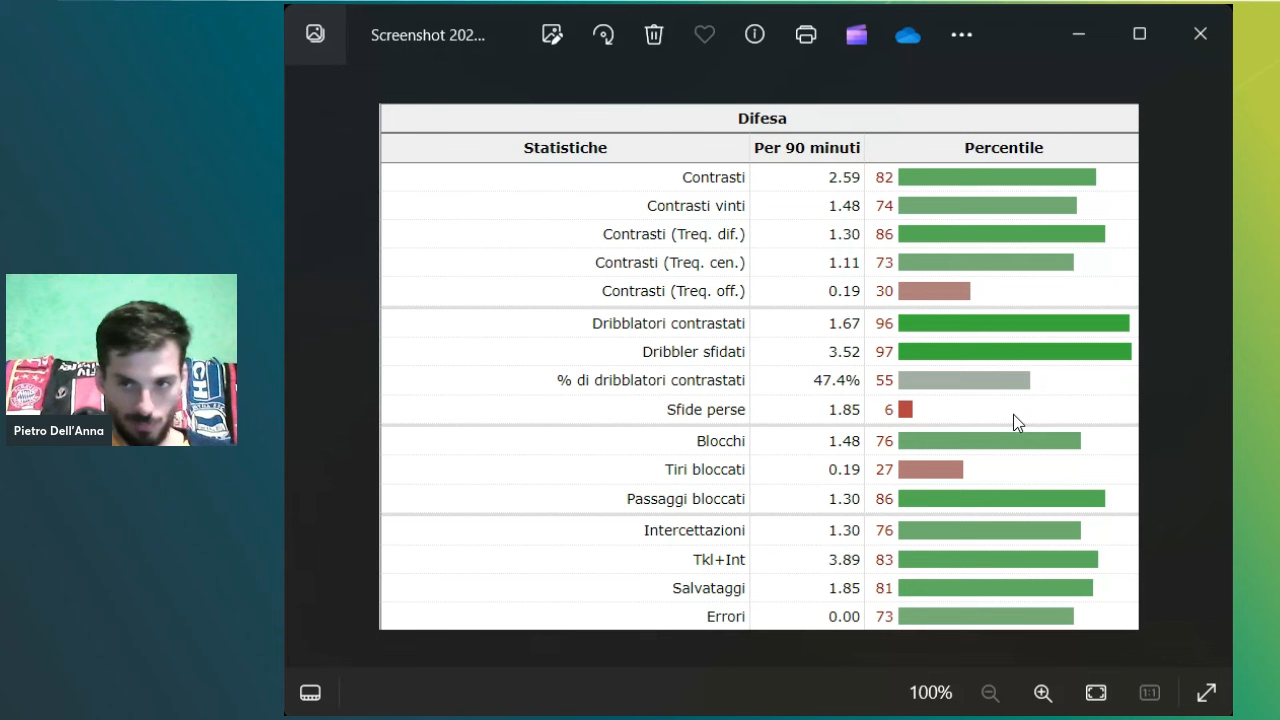 Screenshot 202...
Difesa
Statistiche Per 90 minuti Percentile
Contrasti 2.59 82
Contrasti vinti 1.48 74
Contrasti (Treq. dif.) 1.30 86
Contrasti (Treq. cen.) 1.11 73
Contrasti (Treq. off.) 0.19 30
Dribblatori contrastati 1.67 96
Dribbler sfidati 3.52 97
% di dribblatori contrastati 47.4% 55
Sfide perse 1.85 6
Blocchi 1.48 76
Tiri bloccati 0.19 27
Passaggi bloccati 1.30 86
Intercettazioni 1.30 76
Tkl+Int 3.89 83
Salvataggi 1.85 81
Errori 0.00 73
Pietro Dell'Anna
100%
1:1